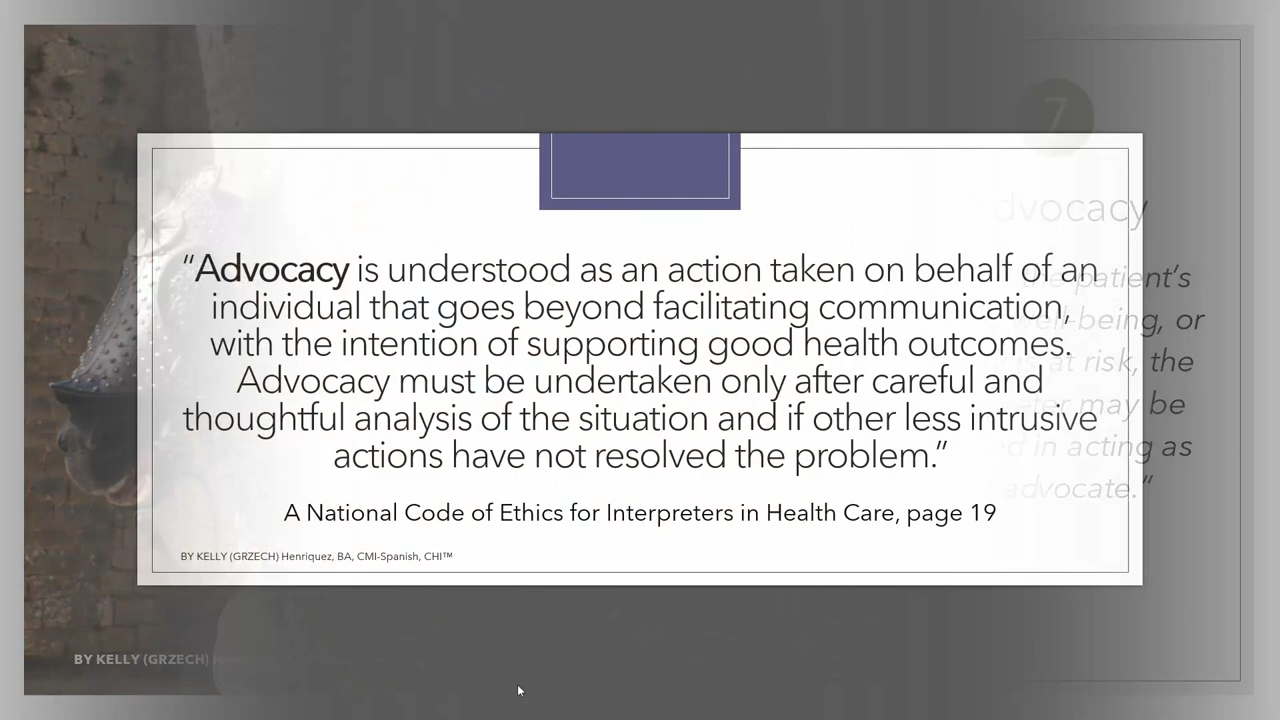 “Advocacy is understood as an action taken on behalf of an
individual that goes beyond facilitating communication,
with the intention of supporting good health outcomes.
Advocacy must be undertaken only after careful and
thoughtful analysis of the situation and if other less intrusive
actions have not resolved the problem.”
A National Code of Ethics for Interpreters in Health Care, page 19
BY KELLY (GRZECH) Henriquez, BA, CMI-Spanish, CHI™
7
dvocacy
the patient’s
well-being, or
is at risk, the
may be
in acting as
advocate.”
BY KELLY (GRZECH)